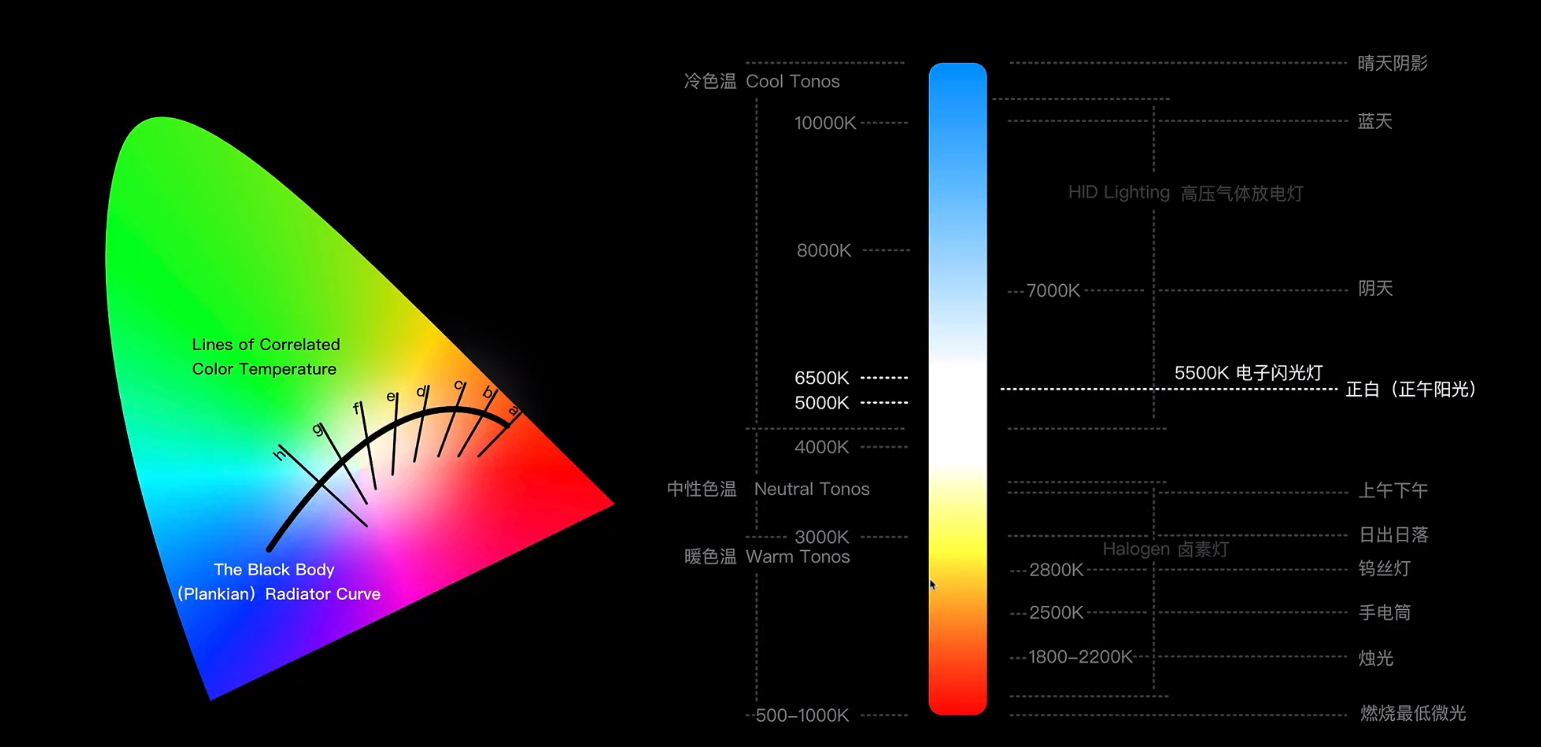 Lines of Correlated
Color Temperature
a
b
c
d
e
f
g
h
The Black Body
（Plankian）Radiator Curve
冷色温 Cool Tonos
10000K
8000K
6500K
5000K
4000K
中性色温 Neutral Tonos
3000K
暖色温 Warm Tonos
500–1000K
晴天阴影
蓝天
HID Lighting 高压气体放电灯
7000K 阴天
5500K 电子闪光灯
正白（正午阳光）
上午下午
日出日落
Halogen 卤素灯
2800K 钨丝灯
2500K 手电筒
1800–2200K 烛光
燃烧最低微光